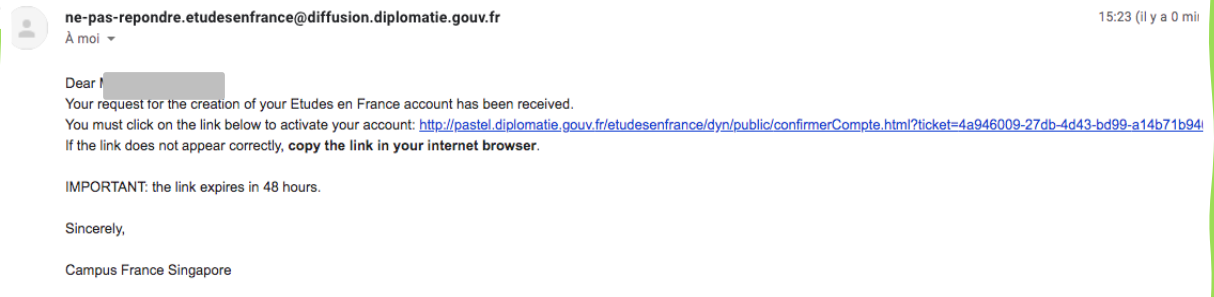 ne-pas-repondre.etudesenfrance@diffusion.diplomatie.gouv.fr
15:23 (il y a 0 mi
À moi
Dear
Your request for the creation of your Etudes en France account has been received.
You must click on the link below to activate your account: http://pastel.diplomatie.gouv.fr/etudesenfrance/dyn/public/confirmerCompte.html?ticket=4a946009-27db-4d43-bd99-a14b71b94
If the link does not appear correctly, copy the link in your internet browser.
IMPORTANT: the link expires in 48 hours.
Sincerely,
Campus France Singapore